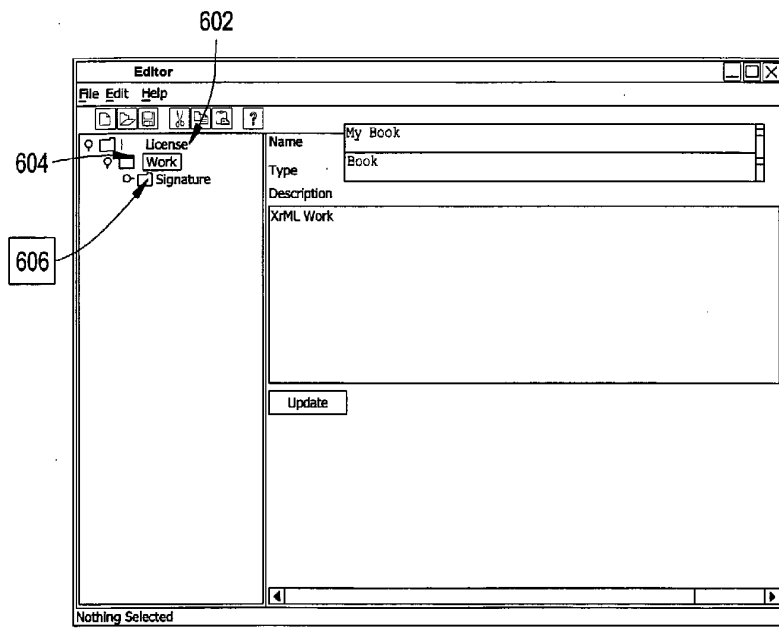 602
Editor
File Edit Help
?
License
604
Work
Signature
606
Name
My Book
Type
Book
Description
XrML Work
Update
Nothing Selected